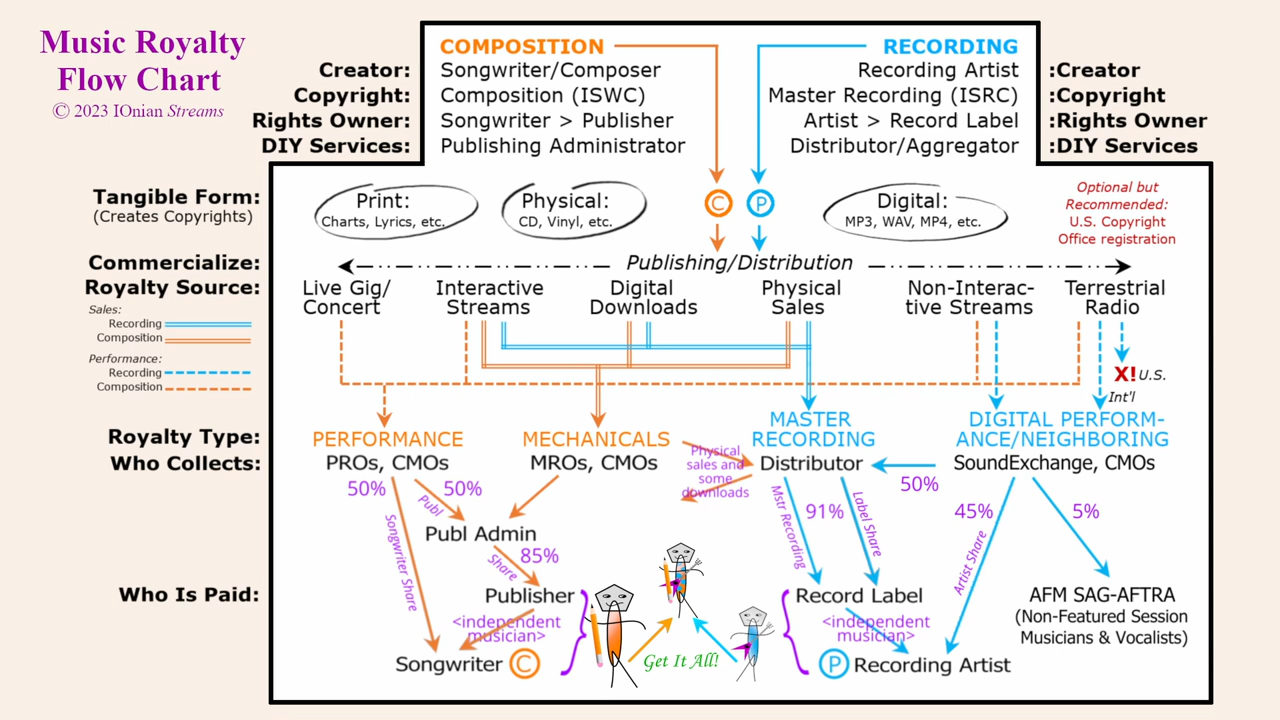 Music Royalty
Flow Chart
© 2023 IOnian Streams
COMPOSITION
RECORDING
Creator:
Songwriter/Composer
Recording Artist
:Creator
Copyright:
Composition (ISWC)
Master Recording (ISRC)
:Copyright
Rights Owner:
Songwriter > Publisher
Artist > Record Label
:Rights Owner
DIY Services:
Publishing Administrator
Distributor/Aggregator
:DIY Services
Tangible Form:
(Creates Copyrights)
Print:
Charts, Lyrics, etc.
Physical:
CD, Vinyl, etc.
C
P
Digital:
MP3, WAV, MP4, etc.
Optional but
Recommended:
U.S. Copyright
Office registration
Commercialize:
Publishing/Distribution
Royalty Source:
Live Gig/
Concert
Interactive
Streams
Digital
Downloads
Physical
Sales
Non-Interac-
tive Streams
Terrestrial
Radio
Sales:
Recording
Composition
Performance:
Recording
Composition
X! U.S.
Int'l
Royalty Type:
PERFORMANCE
MECHANICALS
MASTER
RECORDING
DIGITAL PERFORM-
ANCE/NEIGHBORING
Who Collects:
PROs, CMOs
MROs, CMOs
Physical
sales and
some
downloads
Distributor
SoundExchange, CMOs
50%
50%
50%
Publ
Songwriter Share
Publ Admin
Share
85%
Mstr Recording
91%
Label Share
45%
Artist Share
5%
Who Is Paid:
Publisher
Record Label
AFM SAG-AFTRA
(Non-Featured Session
Musicians & Vocalists)
<independent
musician>
<independent
musician>
Songwriter C
Get It All!
P Recording Artist